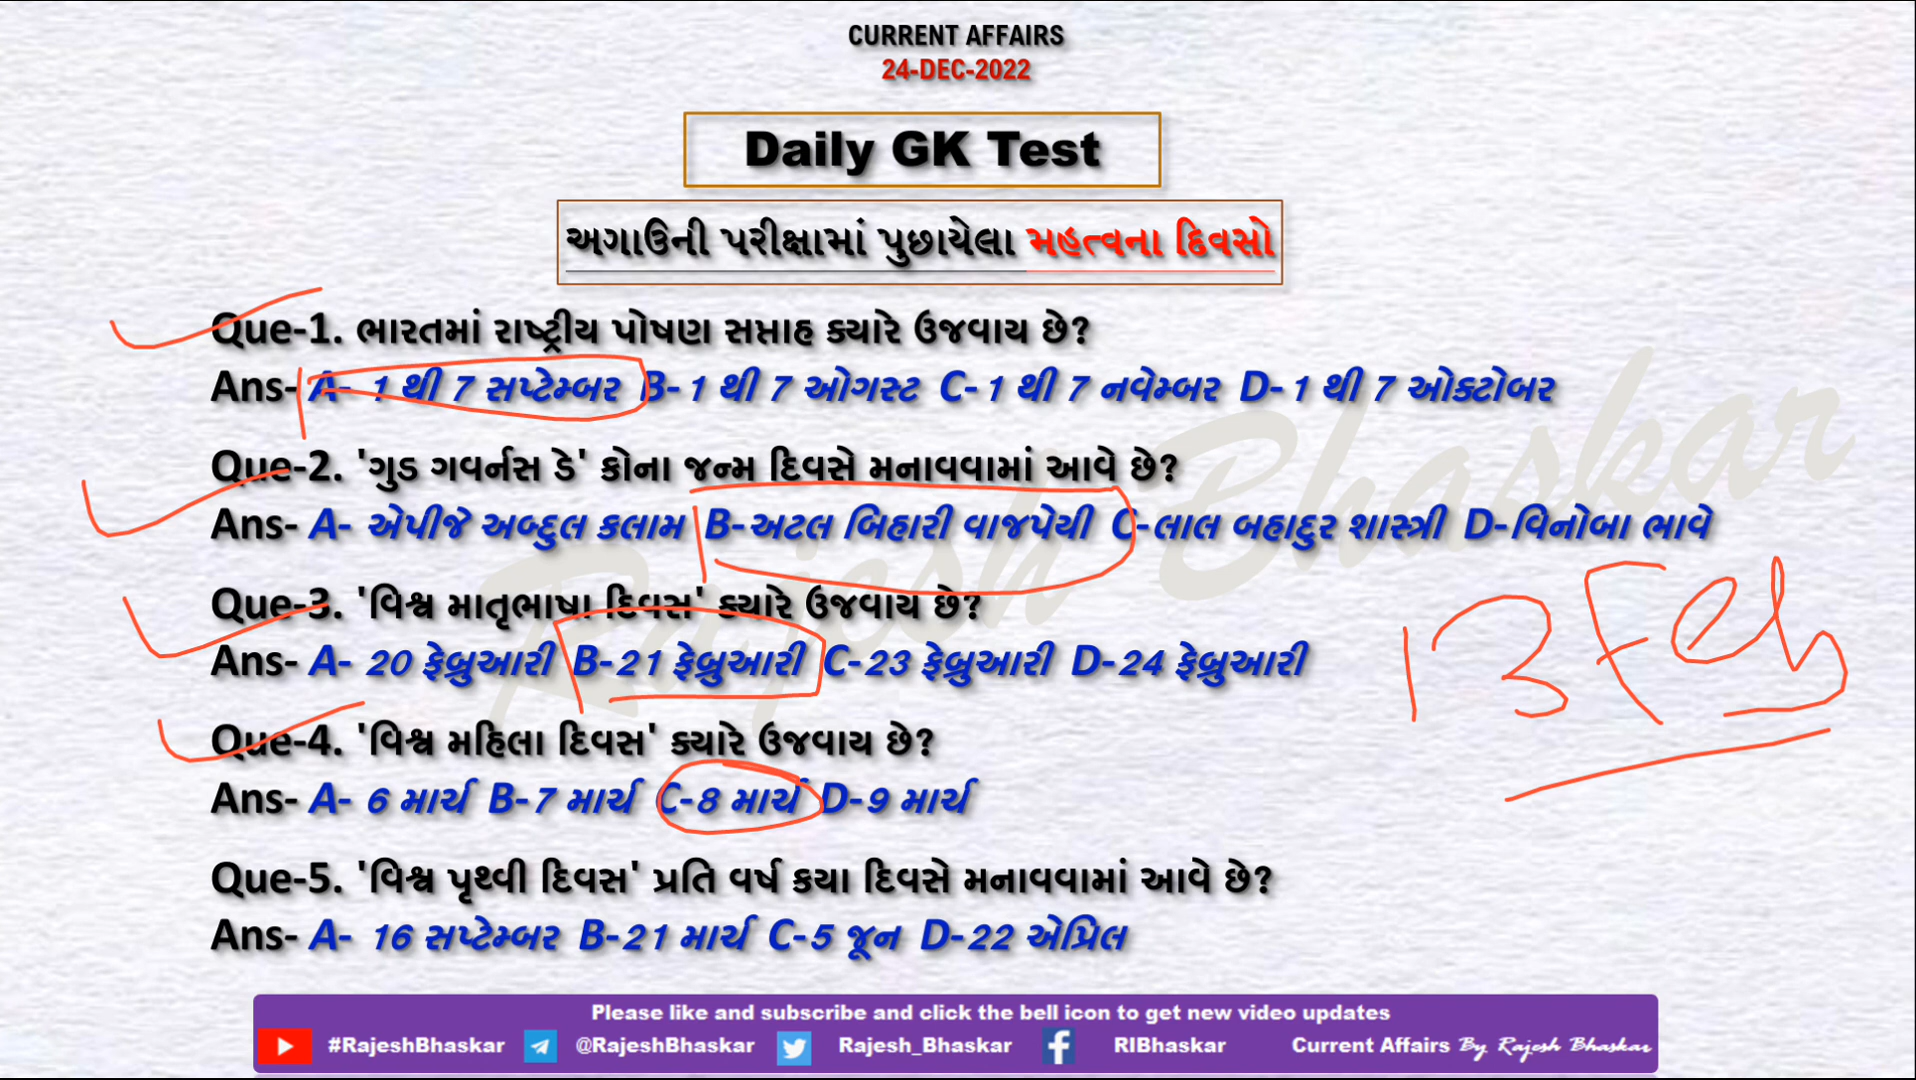 CURRENT AFFAIRS
24-DEC-2022
Daily GK Test
અગાઉની પરીક્ષામાં પુછાયેલા મહત્વના દિવસો
Que-1. ભારતમાં રાષ્ટ્રીય પોષણ સપ્તાહ ક્યારે ઉજવાય છે?
Ans- A- 1 થી 7 સપ્ટેમ્બર B-1 થી 7 ઓગસ્ટ C-1 થી 7 નવેમ્બર D-1 થી 7 ઓક્ટોબર
Que-2. 'ગુડ ગવર્નસ ડે' કોના જન્મ દિવસે મનાવવામાં આવે છે?
Ans- A- એપીજે અબ્દુલ કલામ B-અટલ બિહારી વાજપેયી C-લાલ બહાદુર શાસ્ત્રી D-વિનોબા ભાવે
Que-3. 'વિશ્વ માતૃભાષા દિવસ' ક્યારે ઉજવાય છે?
Ans- A- 20 ફેબ્રુઆરી B-21 ફેબ્રુઆરી C-23 ફેબ્રુઆરી D-24 ફેબ્રુઆરી
13 Feb
Que-4. 'વિશ્વ મહિલા દિવસ' ક્યારે ઉજવાય છે?
Ans- A- 6 માર્ચ B-7 માર્ચ C-8 માર્ચ D-9 માર્ચ
Que-5. 'વિશ્વ પૃથ્વી દિવસ' પ્રતિ વર્ષ કયા દિવસે મનાવવામાં આવે છે?
Ans- A- 16 સપ્ટેમ્બર B-21 માર્ચ C-5 જૂન D-22 એપ્રિલ
Rajesh Bhaskar
Please like and subscribe and click the bell icon to get new video updates
#RajeshBhaskar @RajeshBhaskar Rajesh_Bhaskar RIBhaskar Current Affairs By Rajesh Bhaskar